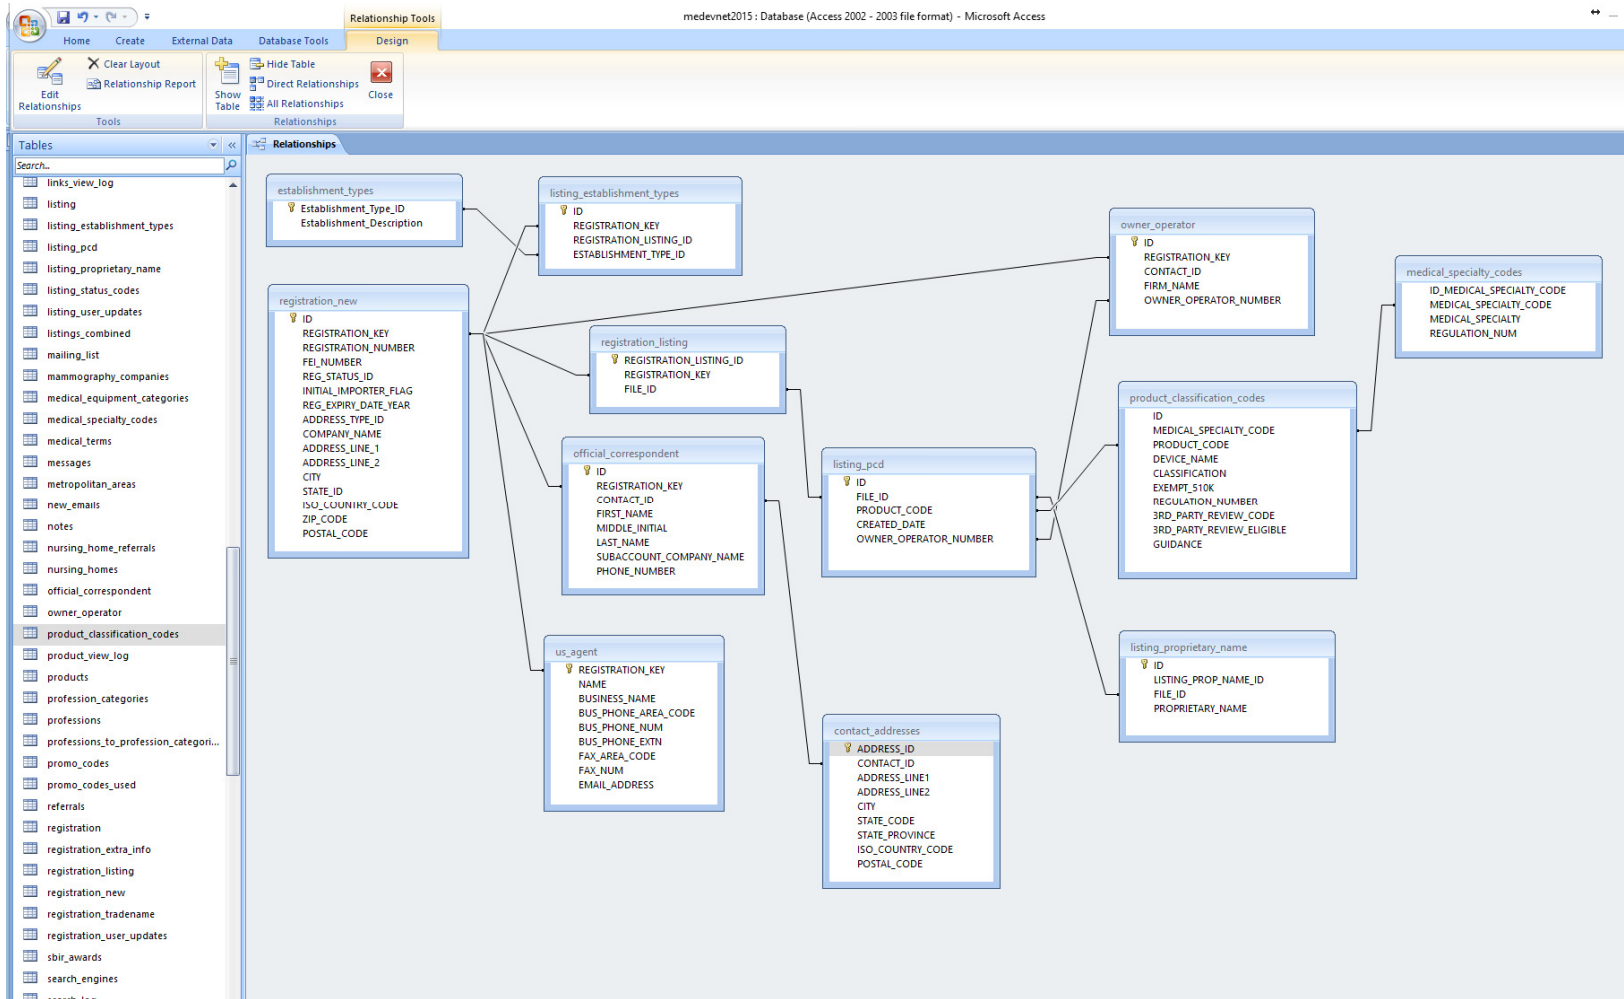 Relationship Tools
medevnet2015 : Database (Access 2002 - 2003 file format) - Microsoft Access
Home Create External Data Database Tools Design
Edit Relationships
Clear Layout
Relationship Report
Tools
Show Table
Hide Table
Direct Relationships
All Relationships
Close
Relationships
Tables
Search...
links_view_log
listing
listing_establishment_types
listing_pcd
listing_proprietary_name
listing_status_codes
listing_user_updates
listings_combined
mailing_list
mammography_companies
medical_equipment_categories
medical_specialty_codes
medical_terms
messages
metropolitan_areas
new_emails
notes
nursing_home_referrals
nursing_homes
official_correspondent
owner_operator
product_classification_codes
product_view_log
products
profession_categories
professions
professions_to_profession_categori...
promo_codes
promo_codes_used
referrals
registration
registration_extra_info
registration_listing
registration_new
registration_tradename
registration_user_updates
sbir_awards
search_engines
Relationships
establishment_types
Establishment_Type_ID
Establishment_Description
listing_establishment_types
ID
REGISTRATION_KEY
REGISTRATION_LISTING_ID
ESTABLISHMENT_TYPE_ID
registration_new
ID
REGISTRATION_KEY
REGISTRATION_NUMBER
FEI_NUMBER
REG_STATUS_ID
INITIAL_IMPORTER_FLAG
REG_EXPIRY_DATE_YEAR
ADDRESS_TYPE_ID
COMPANY_NAME
ADDRESS_LINE_1
ADDRESS_LINE_2
CITY
STATE_ID
ISO_COUNTRY_CODE
ZIP_CODE
POSTAL_CODE
registration_listing
REGISTRATION_LISTING_ID
REGISTRATION_KEY
FILE_ID
official_correspondent
ID
REGISTRATION_KEY
CONTACT_ID
FIRST_NAME
MIDDLE_INITIAL
LAST_NAME
SUBACCOUNT_COMPANY_NAME
PHONE_NUMBER
us_agent
REGISTRATION_KEY
NAME
BUSINESS_NAME
BUS_PHONE_AREA_CODE
BUS_PHONE_NUM
BUS_PHONE_EXTN
FAX_AREA_CODE
FAX_NUM
EMAIL_ADDRESS
listing_pcd
ID
FILE_ID
PRODUCT_CODE
CREATED_DATE
OWNER_OPERATOR_NUMBER
contact_addresses
ADDRESS_ID
CONTACT_ID
ADDRESS_LINE1
ADDRESS_LINE2
CITY
STATE_CODE
STATE_PROVINCE
ISO_COUNTRY_CODE
POSTAL_CODE
owner_operator
ID
REGISTRATION_KEY
CONTACT_ID
FIRM_NAME
OWNER_OPERATOR_NUMBER
product_classification_codes
ID
MEDICAL_SPECIALTY_CODE
PRODUCT_CODE
DEVICE_NAME
CLASSIFICATION
EXEMPT_510K
REGULATION_NUMBER
3RD_PARTY_REVIEW_CODE
3RD_PARTY_REVIEW_ELIGIBLE
GUIDANCE
listing_proprietary_name
ID
LISTING_PROP_NAME_ID
FILE_ID
PROPRIETARY_NAME
medical_specialty_codes
ID_MEDICAL_SPECIALTY_CODE
MEDICAL_SPECIALTY_CODE
MEDICAL_SPECIALTY
REGULATION_NUM